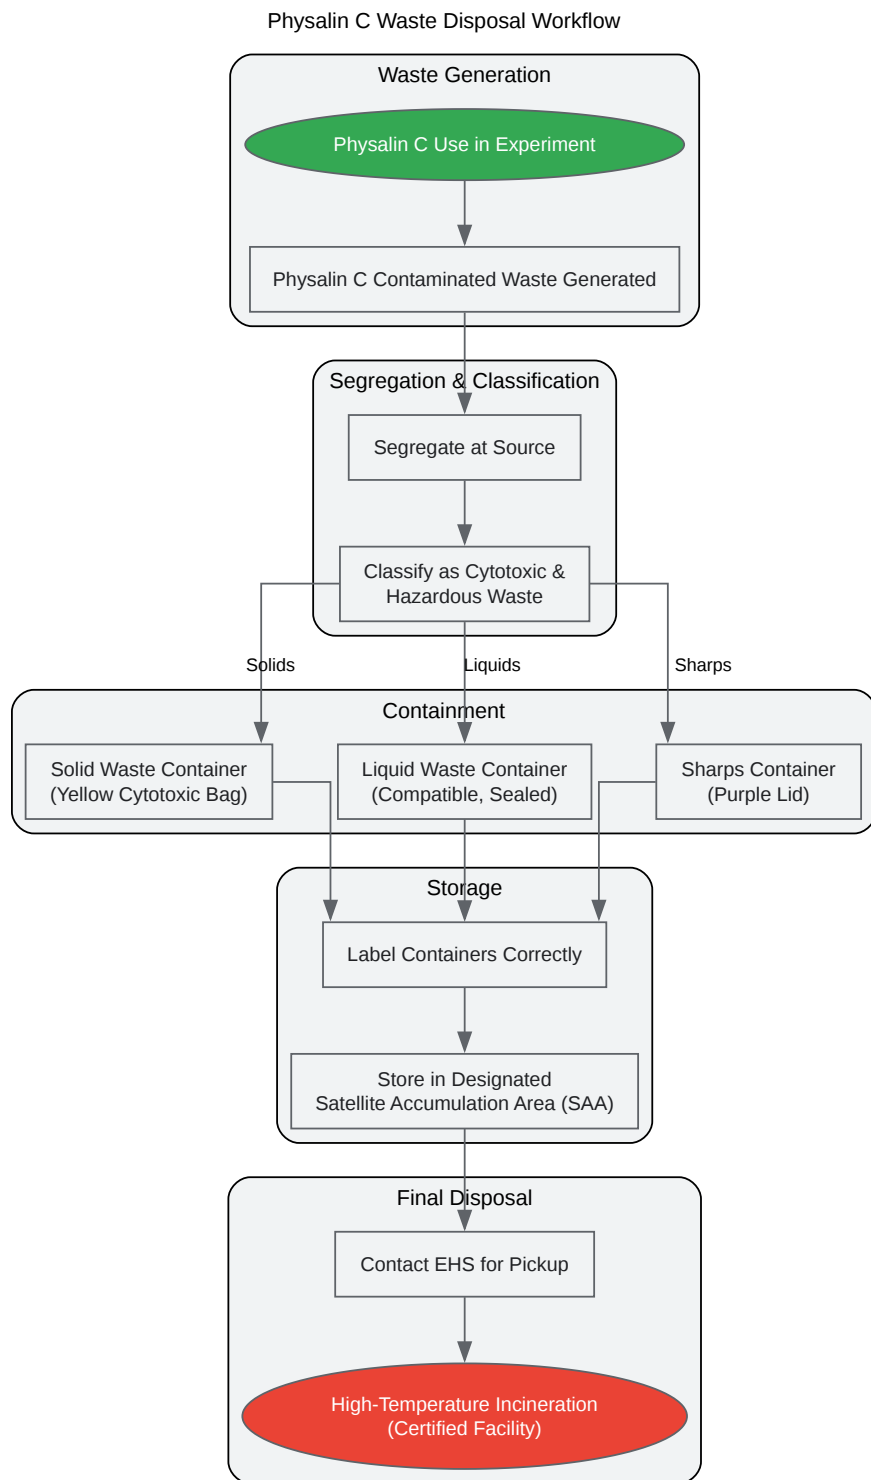 Physalin C Waste Disposal Workflow
Waste Generation
Physalin C Use in Experiment
Physalin C Contaminated Waste Generated
Segregation & Classification
Segregate at Source
Classify as Cytotoxic &
Hazardous Waste
Solids
Liquids
Sharps
Containment
Solid Waste Container
(Yellow Cytotoxic Bag)
Liquid Waste Container
(Compatible, Sealed)
Sharps Container
(Purple Lid)
Storage
Label Containers Correctly
Store in Designated
Satellite Accumulation Area (SAA)
Final Disposal
Contact EHS for Pickup
High-Temperature Incineration
(Certified Facility)